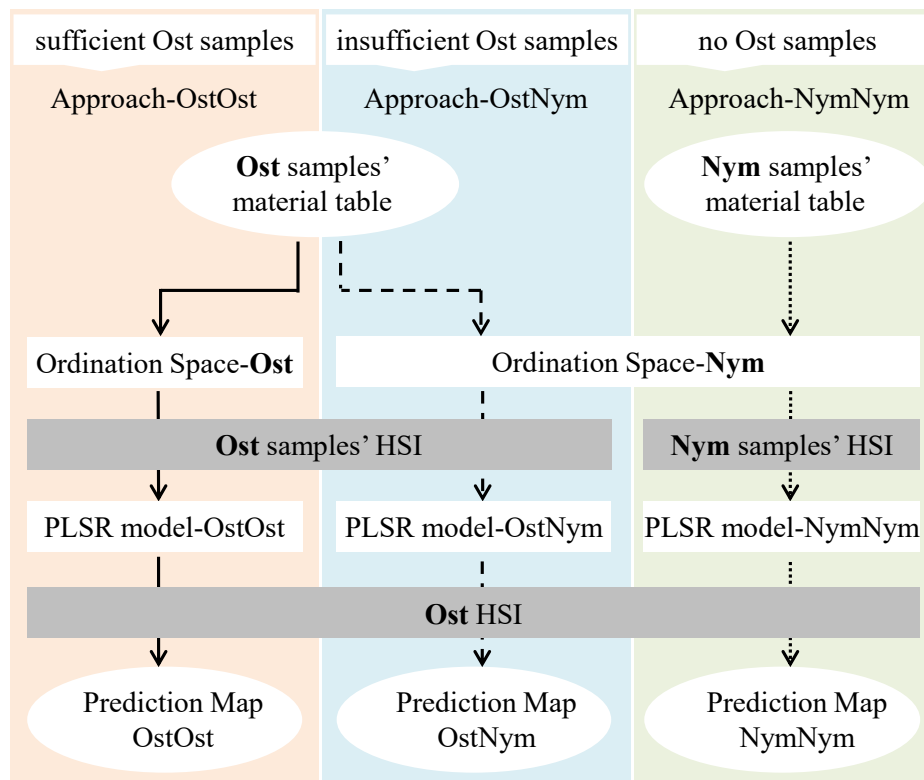 sufficient Ost samples
insufficient Ost samples
no Ost samples
Approach-OstOst
Approach-OstNym
Approach-NymNym
Ost samples’
material table
Nym samples’
material table
Ordination Space-Ost
Ordination Space-Nym
Ost samples’ HSI
Nym samples’ HSI
PLSR model-OstOst
PLSR model-OstNym
PLSR model-NymNym
Ost HSI
Prediction Map
OstOst
Prediction Map
OstNym
Prediction Map
NymNym